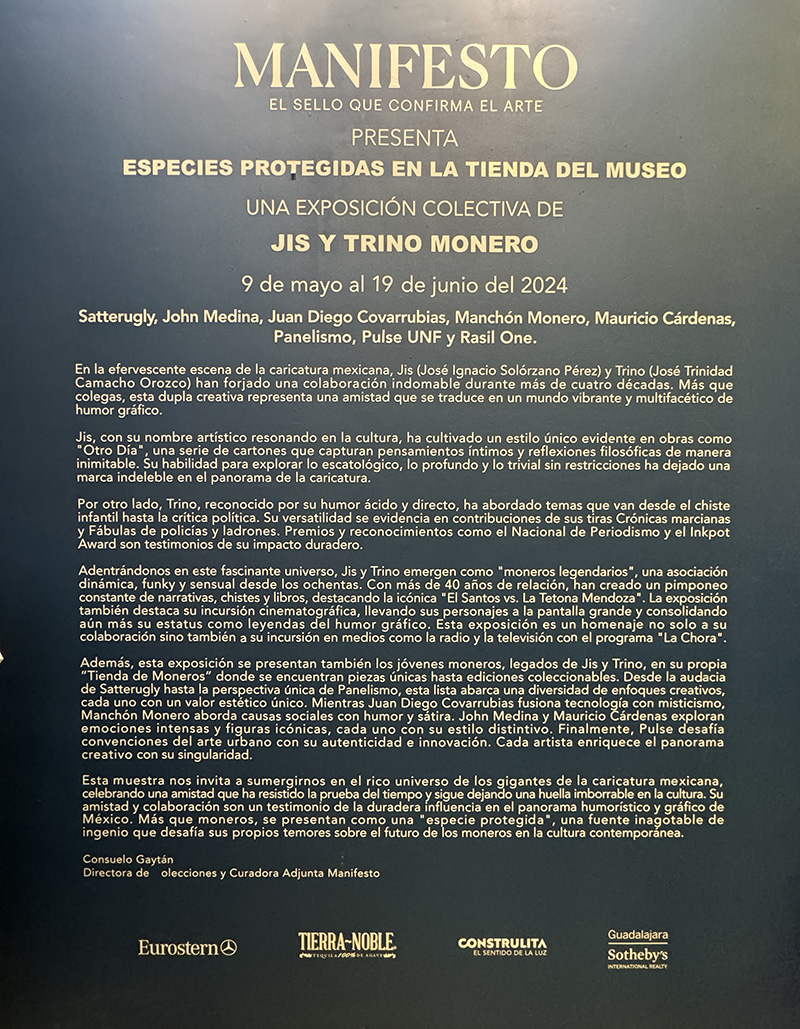 MANIFESTO
EL SELLO QUE CONFIRMA EL ARTE
PRESENTA
ESPECIES PROTEGIDAS EN LA TIENDA DEL MUSEO
UNA EXPOSICIÓN COLECTIVA DE
JIS Y TRINO MONERO
9 de mayo al 19 de junio del 2024
Satterugly, John Medina, Juan Diego Covarrubias, Manchón Monero, Mauricio Cárdenas,
Panelismo, Pulse UNF y Rasil One.
En la efervescente escena de la caricatura mexicana, Jis (José Ignacio Solórzano Pérez) y Trino (José Trinidad
Camacho Orozco) han forjado una colaboración indomable durante más de cuatro décadas. Más que
colegas, esta dupla creativa representa una amistad que se traduce en un mundo vibrante y multifacético de
humor gráfico.
Jis, con su nombre artístico resonando en la cultura, ha cultivado un estilo único evidente en obras como
"Otro Día", una serie de cartones que capturan pensamientos íntimos y reflexiones filosóficas de manera
inimitable. Su habilidad para explorar lo escatológico, lo profundo y lo trivial sin restricciones ha dejado una
marca indeleble en el panorama de la caricatura.
Por otro lado, Trino, reconocido por su humor ácido y directo, ha abordado temas que van desde el chiste
infantil hasta la crítica política. Su versatilidad se evidencia en contribuciones de sus tiras Crónicas marcianas
y Fábulas de policías y ladrones. Premios y reconocimientos como el Nacional de Periodismo y el Inkpot
Award son testimonios de su impacto duradero.
Adentrándonos en este fascinante universo, Jis y Trino emergen como "moneros legendarios", una asociación
dinámica, funky y sensual desde los ochentas. Con más de 40 años de relación, han creado un pimponeo
constante de narrativas, chistes y libros, destacando la icónica "El Santos vs. La Tetona Mendoza". La exposición
también destaca su incursión cinematográfica, llevando sus personajes a la pantalla grande y consolidando
aún más su estatus como leyendas del humor gráfico. Esta exposición es un homenaje no solo a su
colaboración sino también a su incursión en medios como la radio y la televisión con el programa "La Chora".
Además, esta exposición se presentan también los jóvenes moneros, legados de Jis y Trino, en su propia
"Tienda de Moneros" donde se encuentran piezas únicas hasta ediciones coleccionables. Desde la audacia
de Satterugly hasta la perspectiva única de Panelismo, esta lista abarca una diversidad de enfoques creativos,
cada uno con un valor estético único. Mientras Juan Diego Covarrubias fusiona tecnología con misticismo,
Manchón Monero aborda causas sociales con humor y sátira. John Medina y Mauricio Cárdenas exploran
emociones intensas y figuras icónicas, cada uno con su estilo distintivo. Finalmente, Pulse desafía
convenciones del arte urbano con su autenticidad e innovación. Cada artista enriquece el panorama
creativo con su singularidad.
Esta muestra nos invita a sumergirnos en el rico universo de los gigantes de la caricatura mexicana,
celebrando una amistad que ha resistido la prueba del tiempo y sigue dejando una huella imborrable en la cultura. Su
amistad y colaboración son un testimonio de la duradera influencia en el panorama humorístico y gráfico de
México. Más que moneros, se presentan como una "especie protegida", una fuente inagotable de
ingenio que desafía sus propios temores sobre el futuro de los moneros en la cultura contemporánea.
Consuelo Gaytán
Directora de olecciones y Curadora Adjunta Manifesto
Eurostern
TIERRA~NOBLE
TEQUILA 100% DE AGAVE
CONSTRULITA
EL SENTIDO DE LA LUZ
Guadalajara
Sotheby's
INTERNATIONAL REALTY